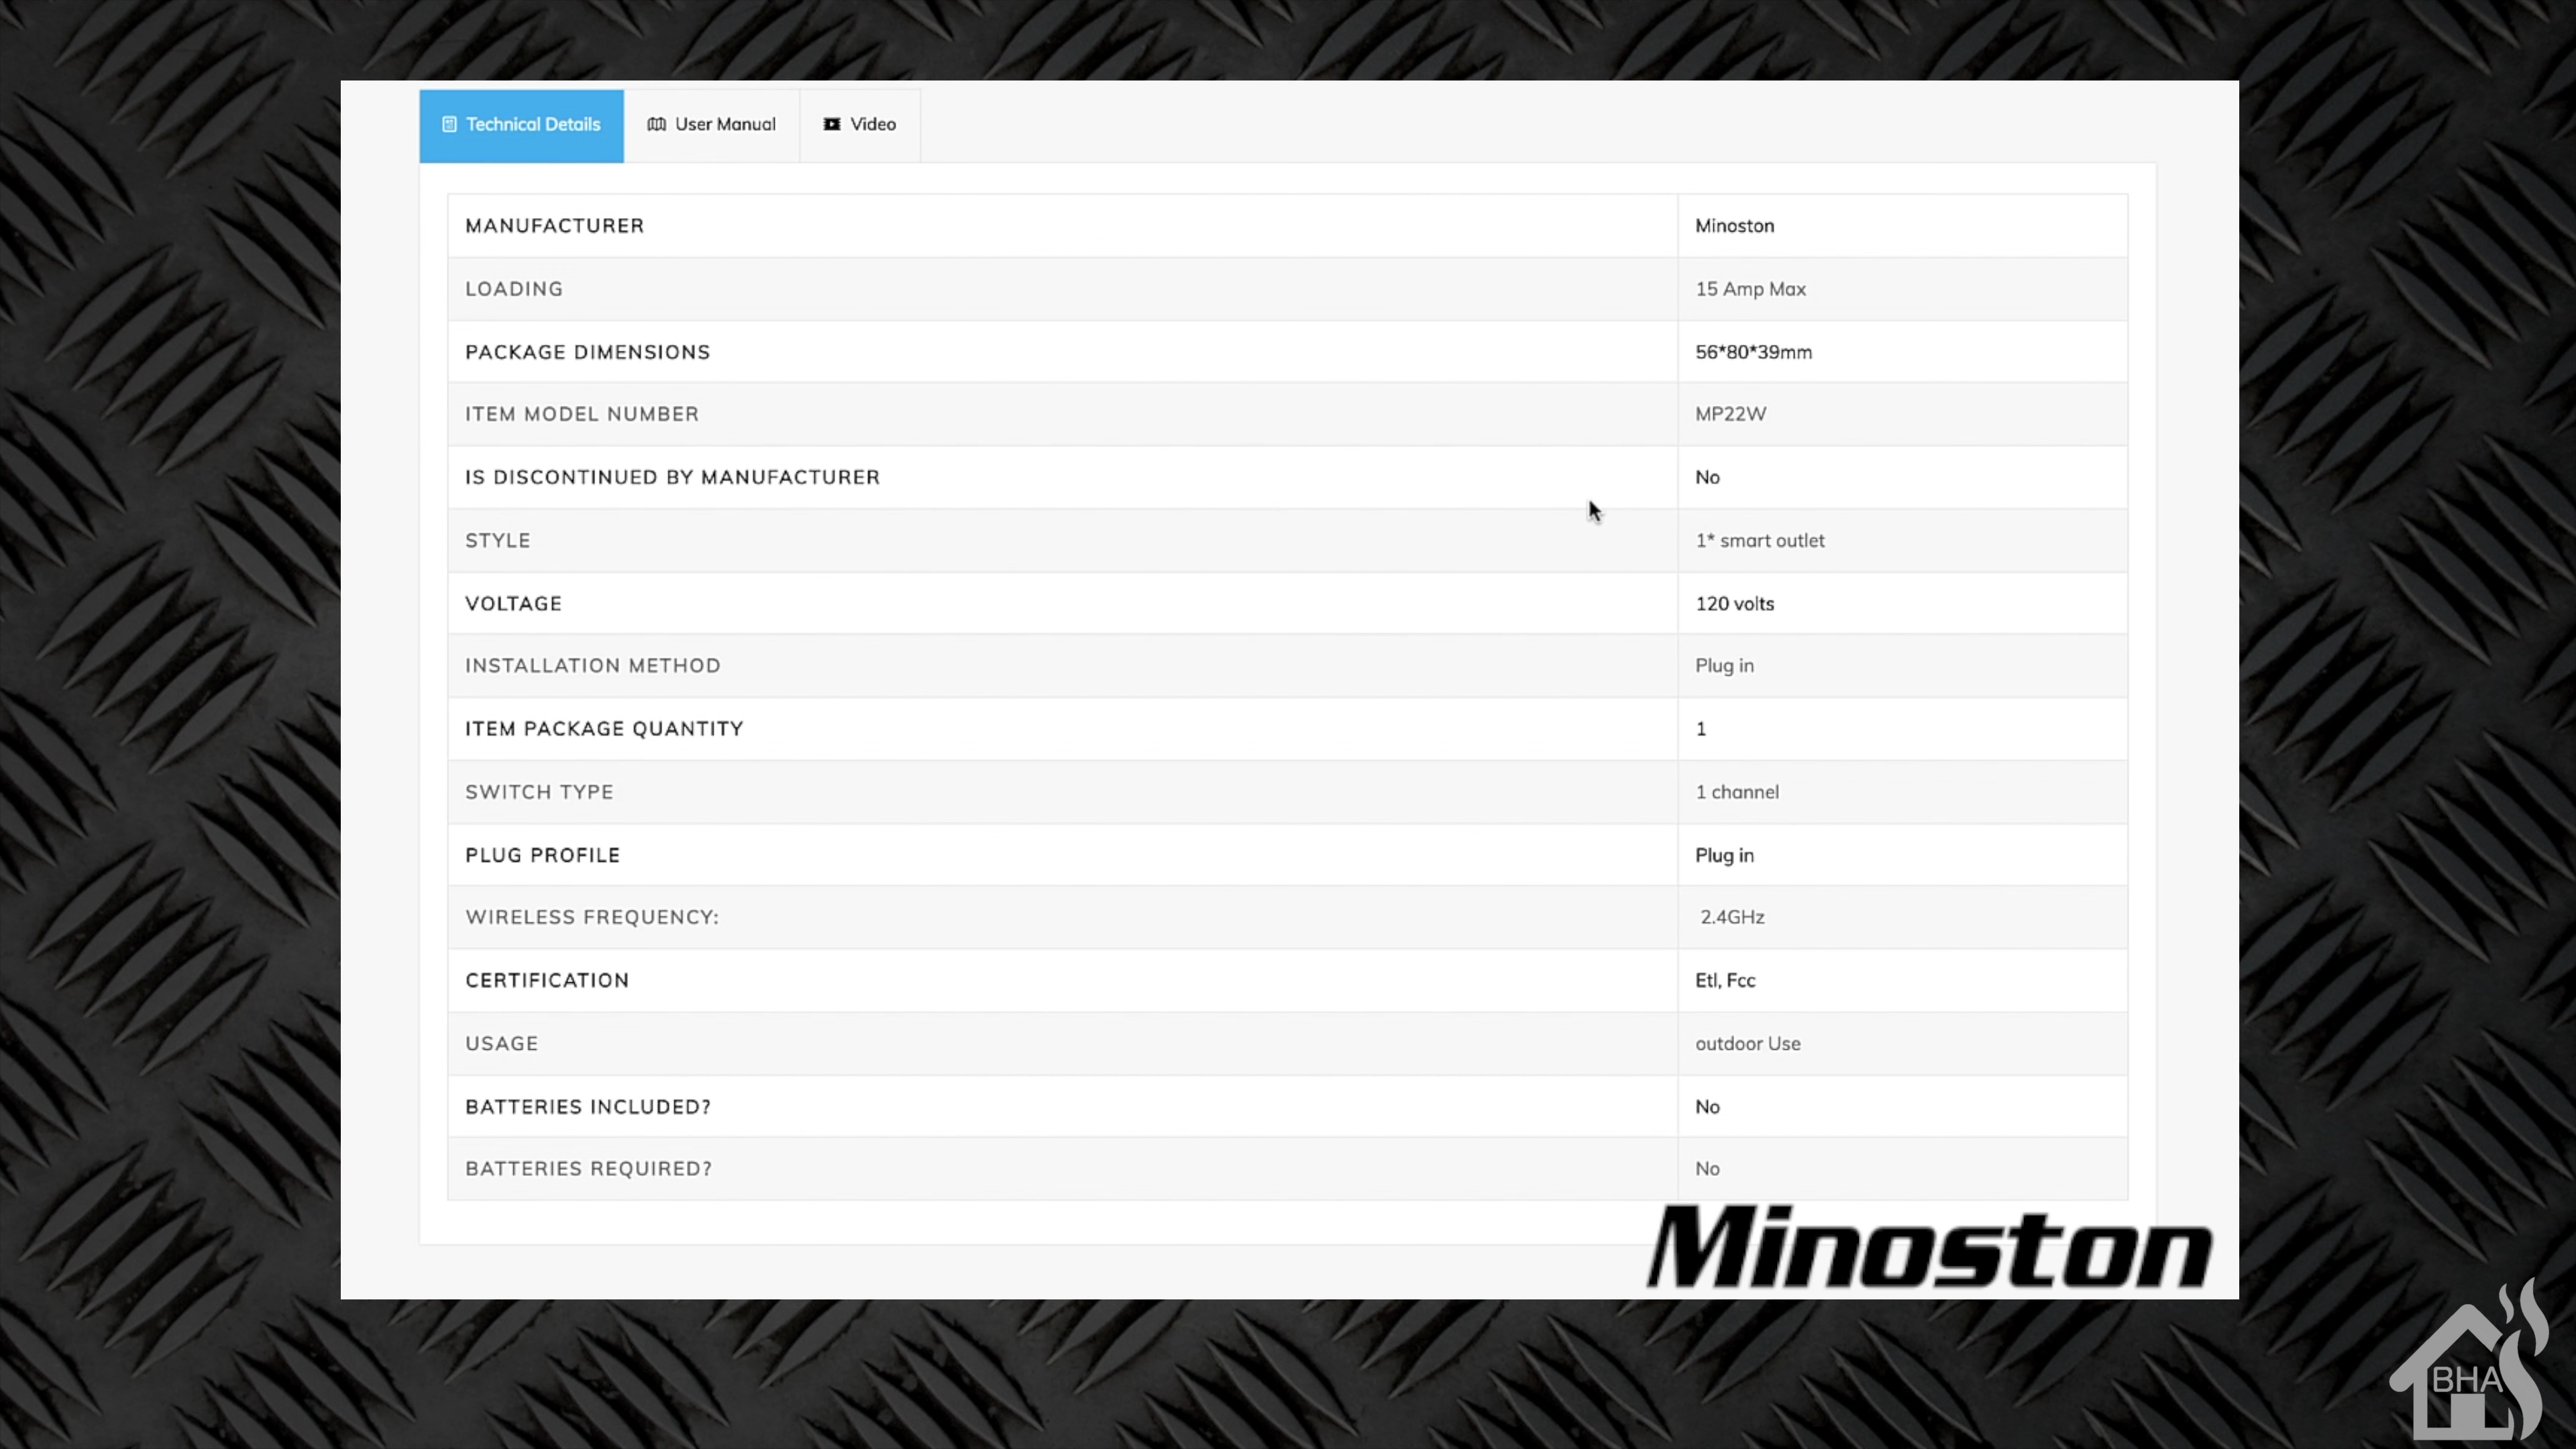 Technical Details User Manual Video
MANUFACTURER Minoston
LOADING 15 Amp Max
PACKAGE DIMENSIONS 56*80*39mm
ITEM MODEL NUMBER MP22W
IS DISCONTINUED BY MANUFACTURER No
STYLE 1* smart outlet
VOLTAGE 120 volts
INSTALLATION METHOD Plug in
ITEM PACKAGE QUANTITY 1
SWITCH TYPE 1 channel
PLUG PROFILE Plug in
WIRELESS FREQUENCY: 2.4GHz
CERTIFICATION Etl, Fcc
USAGE outdoor Use
BATTERIES INCLUDED? No
BATTERIES REQUIRED? No
Minoston
BHA